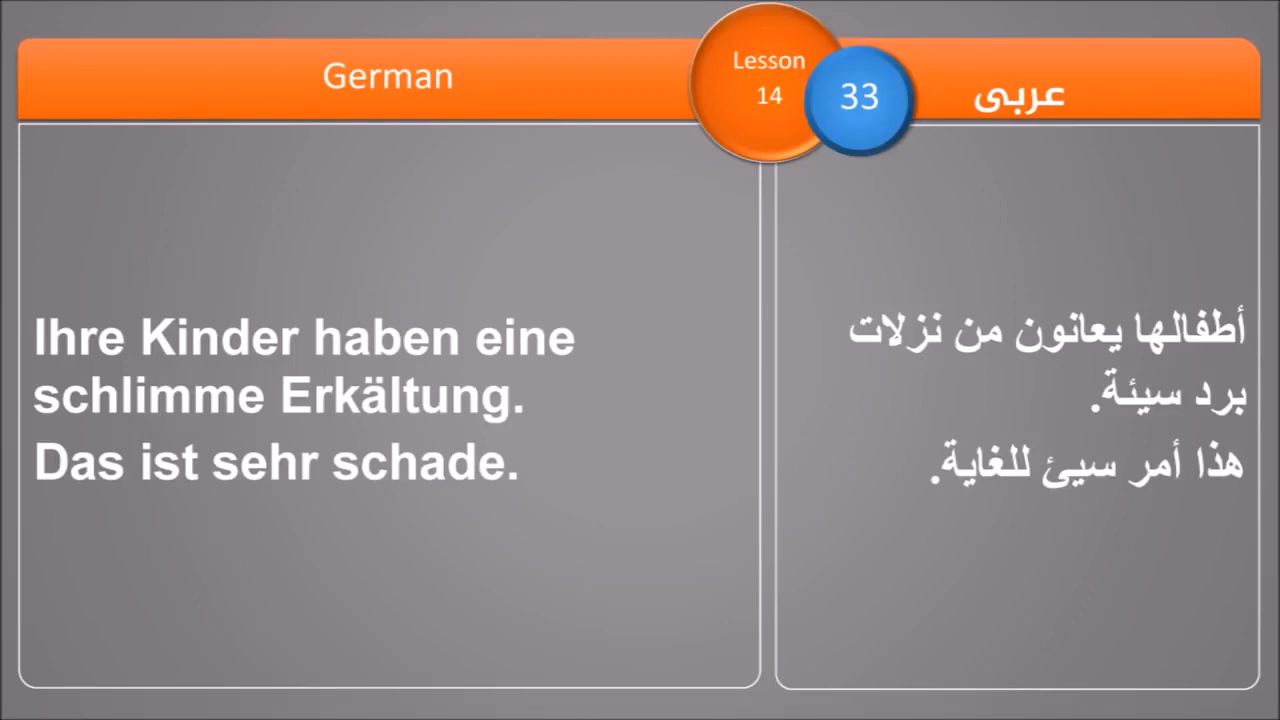 German
Lesson
14
33
عربى
Ihre Kinder haben eine
schlimme Erkältung.
Das ist sehr schade.
أطفالها يعانون من نزلات
برد سيئة.
هذا أمر سيئ للغاية.